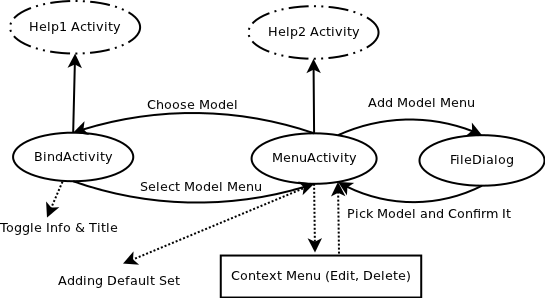 Help1 Activity
Help2 Activity
Choose Model
Add Model Menu
BindActivity
MenuActivity
FileDialog
Select Model Menu
Pick Model and Confirm It
Toggle Info & Title
Adding Default Set
Context Menu (Edit, Delete)